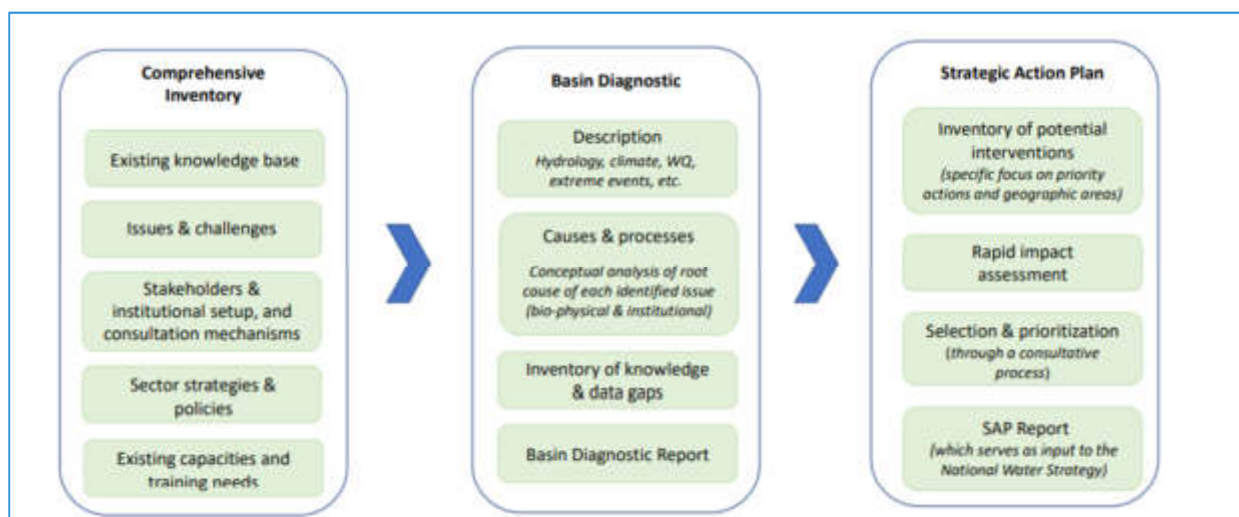 Comprehensive
Inventory
Existing knowledge base
Issues & challenges
Stakeholders &
institutional setup, and
consultation mechanisms
Sector strategies &
policies
Existing capacities and
training needs
Basin Diagnostic
Description
Hydrology, climate, WQ,
extreme events, etc.
Causes & processes
Conceptual analysis of root
cause of each identified issue
(bio-physical & institutional)
Inventory of knowledge
& data gaps
Basin Diagnostic Report
Strategic Action Plan
Inventory of potential
interventions
(specific focus on priority
actions and geographic areas)
Rapid impact
assessment
Selection & prioritization
(through a consultative
process)
SAP Report
(which serves as input to the
National Water Strategy)